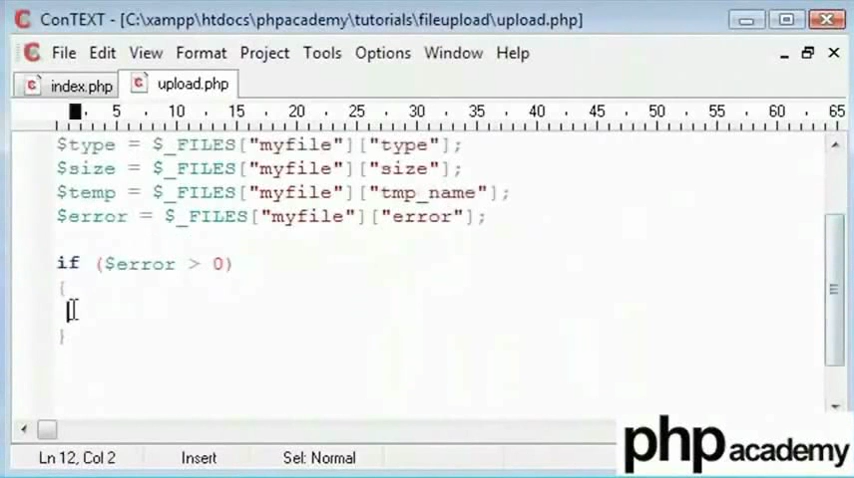 ConTEXT - [C:\xampp\htdocs\phpacademy\tutorials\fileupload\upload.php]
File Edit View Format Project Tools Options Window Help
index.php upload.php
5 10 15 20 25 30 35 40 45 50 55 60 65
$type = $_FILES["myfile"]["type"];
$size = $_FILES["myfile"]["size"];
$temp = $_FILES["myfile"]["tmp_name"];
$error = $_FILES["myfile"]["error"];
if ($error > 0)
{
}
Ln 12, Col 2 Insert Sel: Normal
php academy